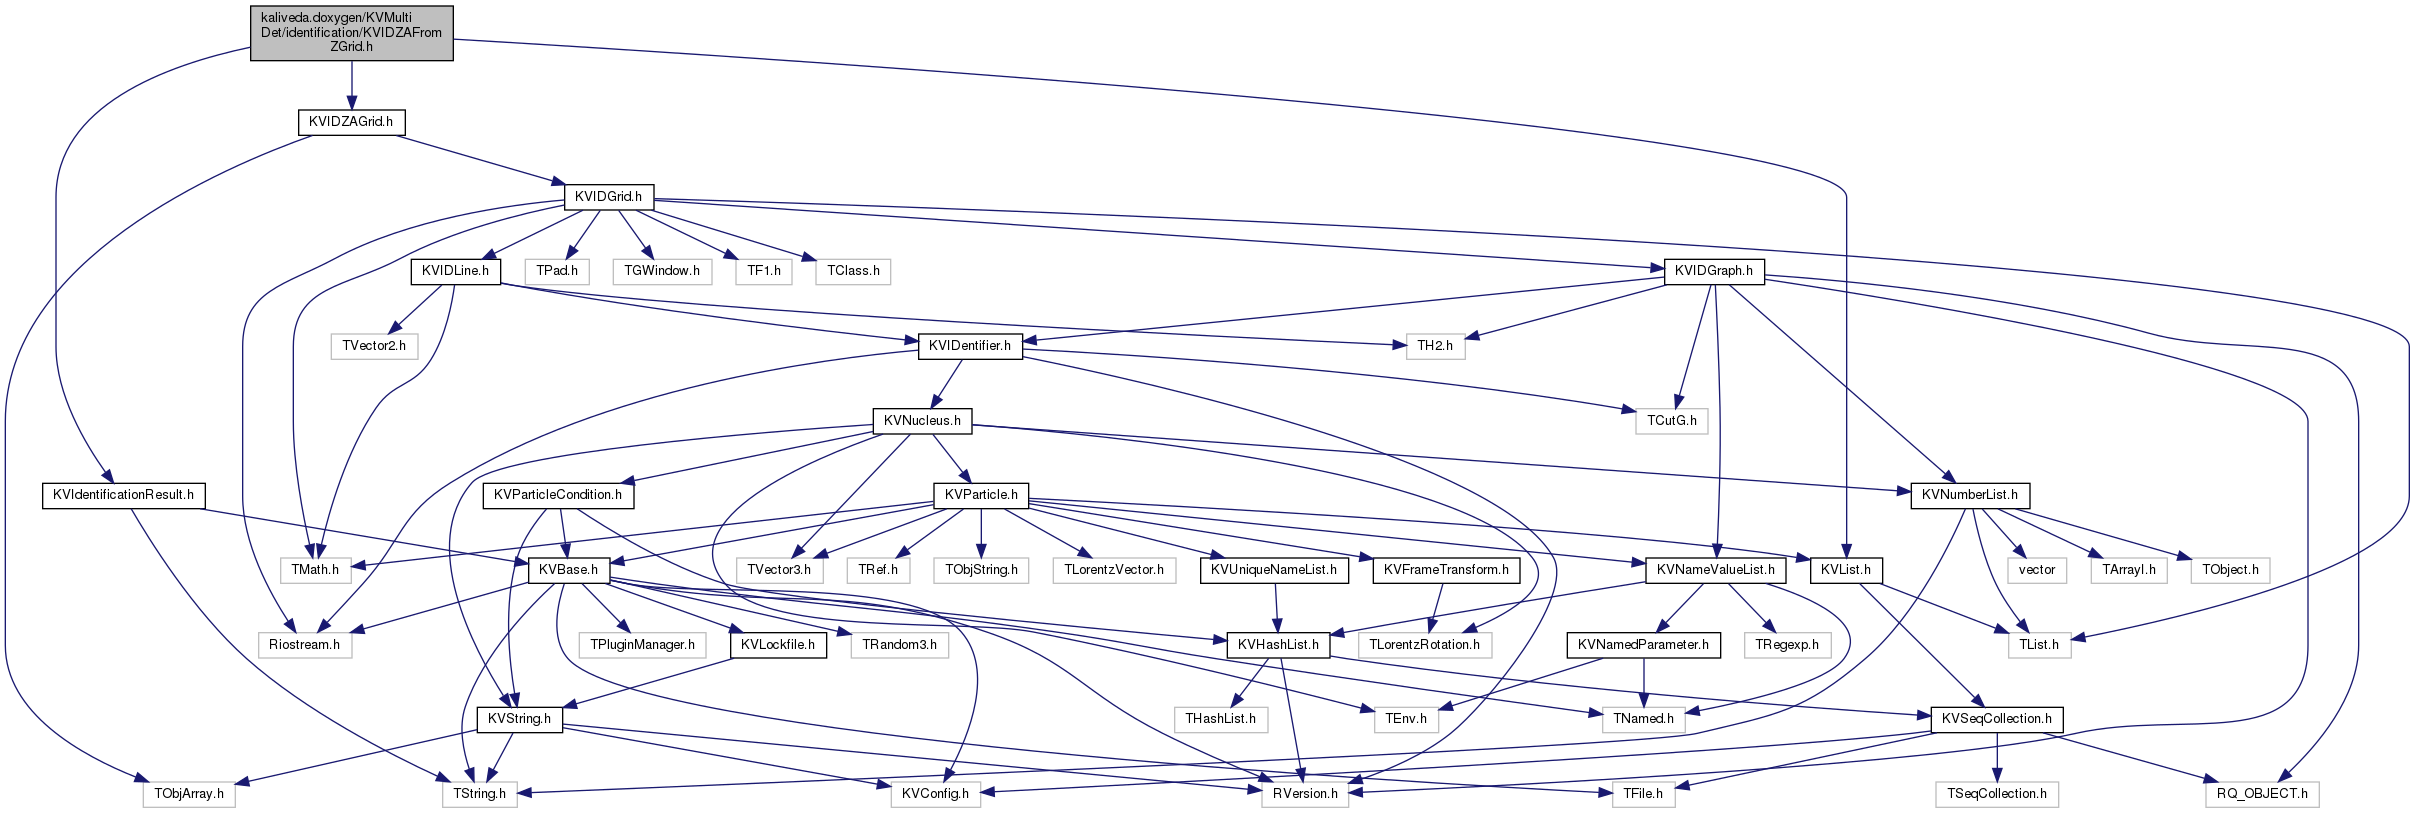 kaliveda.doxygen/KVMulti
Det/identification/KVIDZAFrom
ZGrid.h
KVIDZAGrid.h
KVIDGrid.h
KVIDLine.h
TPad.h
TGWindow.h
TF1.h
TClass.h
KVIDGraph.h
TVector2.h
KVIDentifier.h
TH2.h
KVNucleus.h
TCutG.h
KVIdentificationResult.h
KVParticleCondition.h
KVParticle.h
KVNumberList.h
TMath.h
KVBase.h
TVector3.h
TRef.h
TObjString.h
TLorentzVector.h
KVUniqueNameList.h
KVFrameTransform.h
KVNameValueList.h
KVList.h
vector
TArrayI.h
TObject.h
Riostream.h
TPluginManager.h
KVLockfile.h
TRandom3.h
KVHashList.h
TLorentzRotation.h
KVNamedParameter.h
TRegexp.h
TList.h
KVString.h
THashList.h
TEnv.h
TNamed.h
KVSeqCollection.h
TObjArray.h
TString.h
KVConfig.h
RVersion.h
TFile.h
TSeqCollection.h
RQ_OBJECT.h